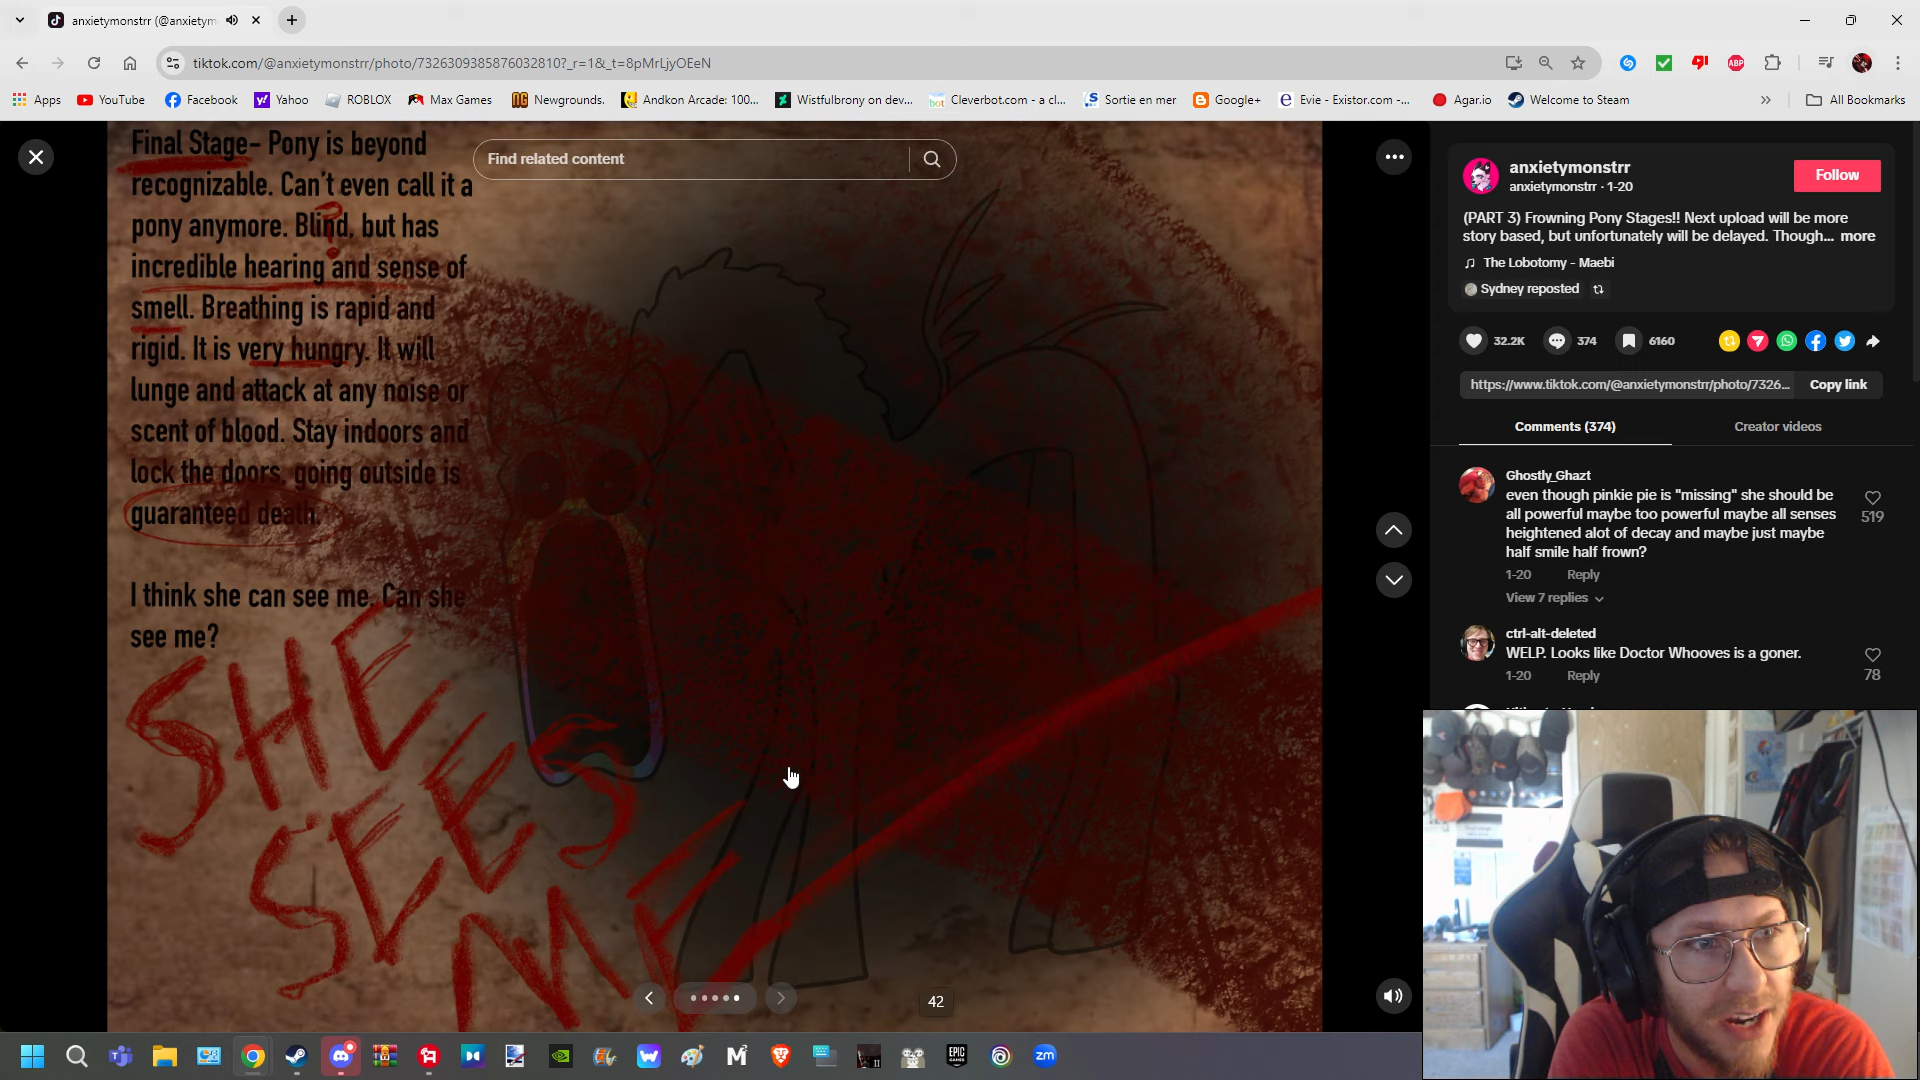 anxietymonstrr (@anxietym
tiktok.com/@anxietymonstrr/photo/7326309385876032810?_r=1&_t=8pMrLjyOEeN
Apps YouTube Facebook Yahoo ROBLOX Max Games Newgrounds. Andkon Arcade: 100... Wistfulbrony on dev... Cleverbot.com - a cl... Sortie en mer Google+ Evie - Existor.com -... Agar.io Welcome to Steam » All Bookmarks
Find related content
Final Stage- Pony is beyond
recognizable. Can't even call it a
pony anymore. Blind, but has
?
incredible hearing and sense of
smell. Breathing is rapid and
rigid. It is very hungry. It will
lunge and attack at any noise or
scent of blood. Stay indoors and
lock the doors, going outside is
guaranteed death.
I think she can see me. Can she
see me?
SHE
SEES
ME
42
anxietymonstrr
anxietymonstrr · 1-20
Follow
(PART 3) Frowning Pony Stages!! Next upload will be more
story based, but unfortunately will be delayed. Though... more
The Lobotomy - Maebi
Sydney reposted
32.2K 374 6160
https://www.tiktok.com/@anxietymonstrr/photo/7326... Copy link
Comments (374) Creator videos
Ghostly_Ghazt
even though pinkie pie is "missing" she should be
all powerful maybe too powerful maybe all senses
heightened alot of decay and maybe just maybe
half smile half frown?
519
1-20 Reply
View 7 replies
ctrl-alt-deleted
WELP. Looks like Doctor Whooves is a goner.
78
1-20 Reply
ABP
EPIC
GAMES
zm